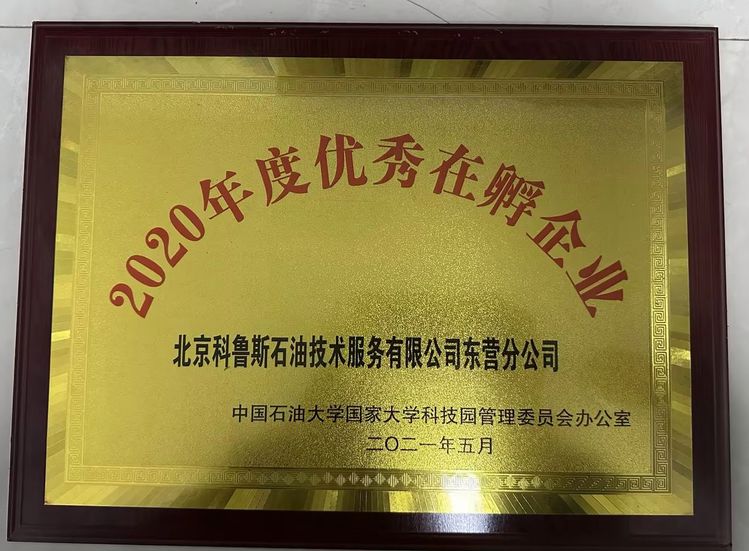 2020年度优秀在孵企业
北京科鲁斯石油技术服务有限公司东营分公司
中国石油大学国家大学科技园管理委员会办公室
二〇二一年五月